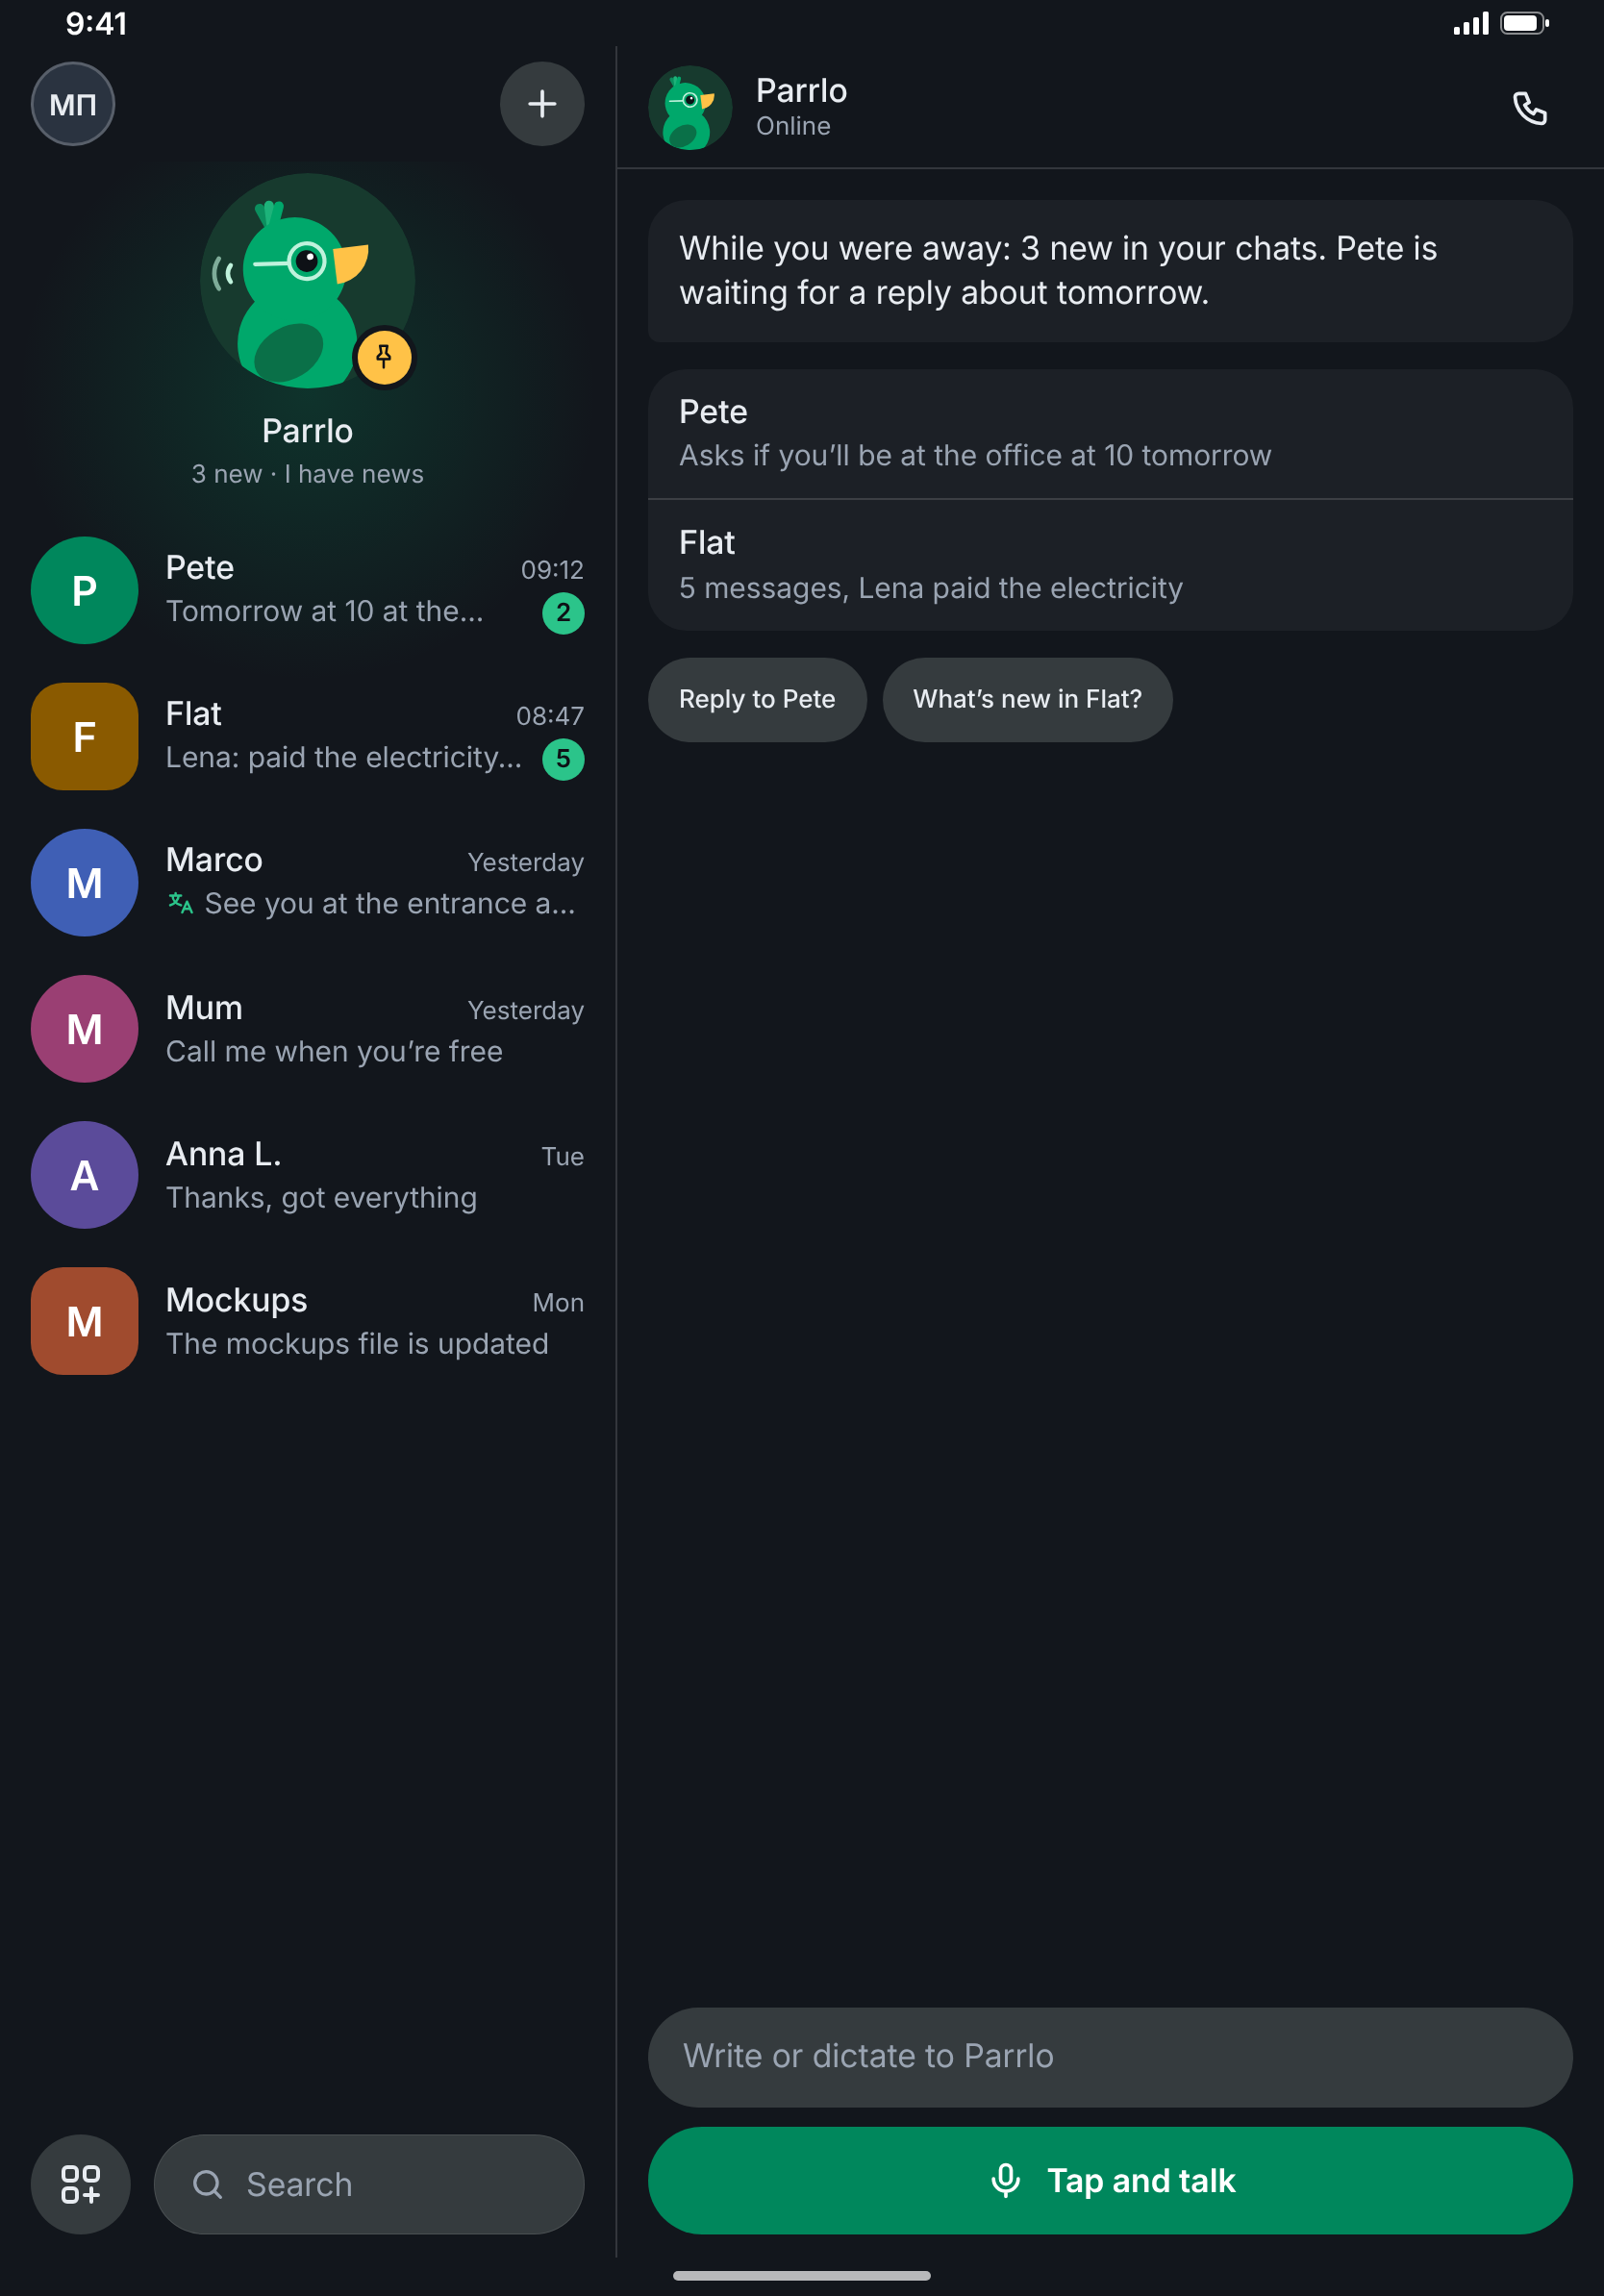 9:41
МП
Parrlo
3 new · I have news
P
Pete
09:12
Tomorrow at 10 at the...
2
F
Flat
08:47
Lena: paid the electricity...
5
M
Marco
Yesterday
See you at the entrance a...
M
Mum
Yesterday
Call me when you’re free
A
Anna L.
Tue
Thanks, got everything
M
Mockups
Mon
The mockups file is updated
Search
Parrlo
Online
While you were away: 3 new in your chats. Pete is
waiting for a reply about tomorrow.
Pete
Asks if you’ll be at the office at 10 tomorrow
Flat
5 messages, Lena paid the electricity
Reply to Pete
What’s new in Flat?
Write or dictate to Parrlo
Tap and talk